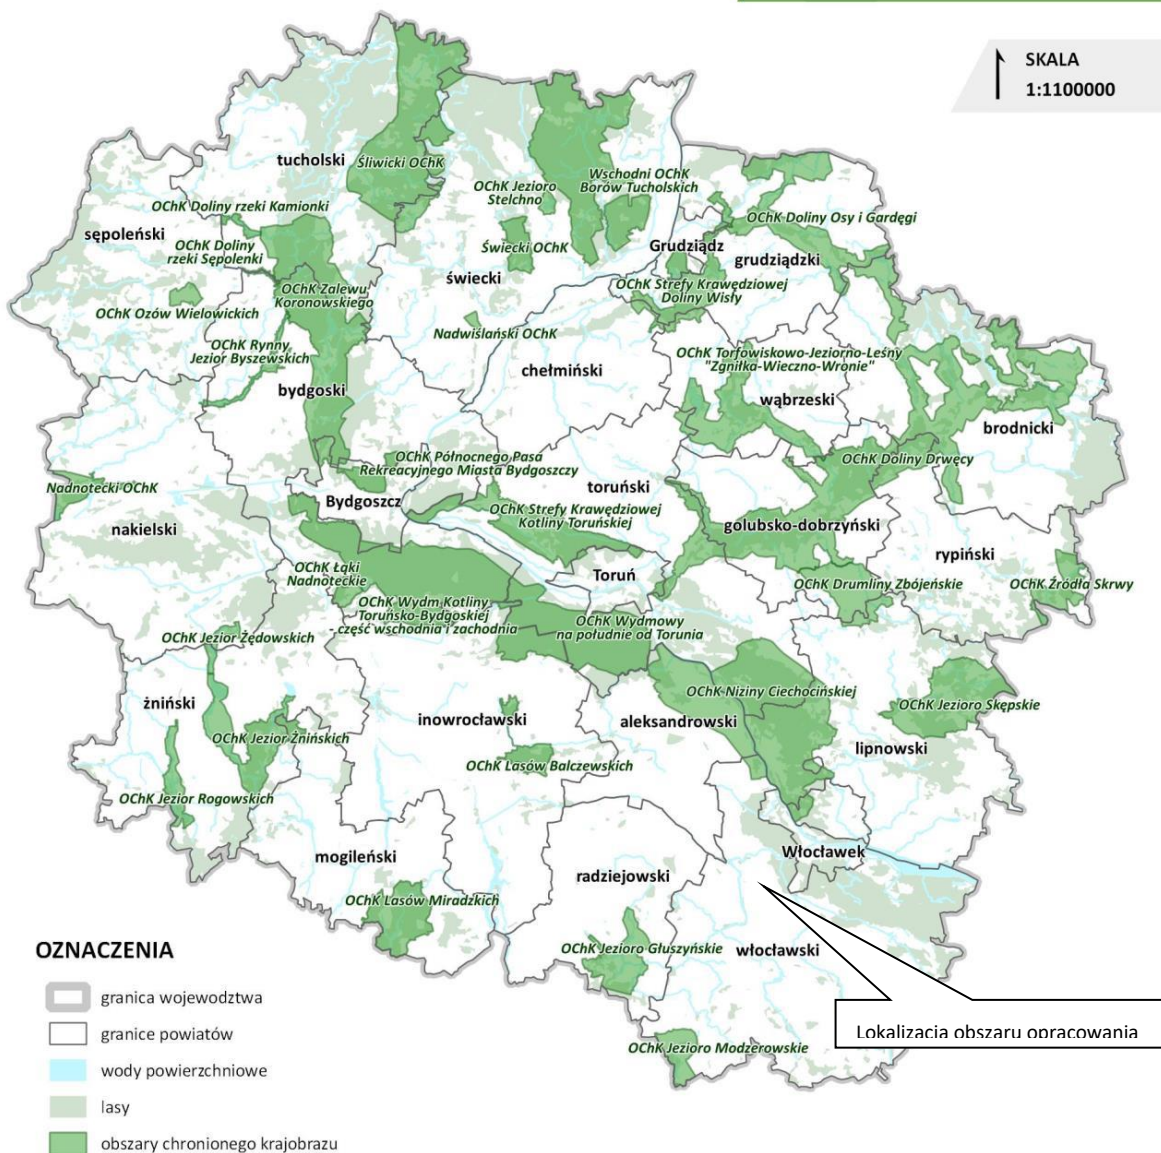 SKALA
1:1100000
tucholski
Śliwicki OChK
OChK Jezioro
Stelchno
Wschodni OChK
Borów Tucholskich
OChK Doliny rzeki Kamionki
sępoleński
OChK Doliny
rzeki Sępolenki
Świecki OChK
Grudziądz
OChK Doliny Osy i Gardęgi
grudziądzki
świecki
OChK Zalewu
Koronowskiego
OChK Strefy Krawędziowej
Doliny Wisły
OChK Ozów Wielowickich
Nadwiślański OChK
OChK Rynny
Jezior Byszewskich
OChK Torfowiskowo-Jeziorno-Leśny
"Zgniłka-Wieczno-Wronie"
chełmiński
bydgoski
wąbrzeski
brodnicki
OChK Północnego Pasa
Rekreacyjnego Miasta Bydgoszczy
OChK Doliny Drwęcy
Nadnotecki OChK
Bydgoszcz
toruński
OChK Strefy Krawędziowej
Kotliny Toruńskiej
nakielski
golubsko-dobrzyński
rypiński
OChK Łąki
Nadnoteckie
Toruń
OChK Drumliny Zbójeńskie
OChK Źródła Skrwy
OChK Wydm Kotliny
Toruńsko-Bydgoskiej
- część wschodnia i zachodnia
OChK Wydmowy
na południe od Torunia
OChK Jezior Żędowskich
OChK Niziny Ciechocińskiej
żniński
inowrocławski
aleksandrowski
OChK Jezioro Skępskie
OChK Jezior Żnińskich
lipnowski
OChK Lasów Balczewskich
OChK Jezior Rogowskich
mogileński
Włocławek
radziejowski
OChK Lasów Miradzkich
OChK Jezioro Głuszyńskie
włocławski
Lokalizacja obszaru opracowania
OChK Jezioro Modzerowskie
OZNACZENIA
granica wojewodztwa
granice powiatów
wody powierzchniowe
lasy
obszary chronionego krajobrazu